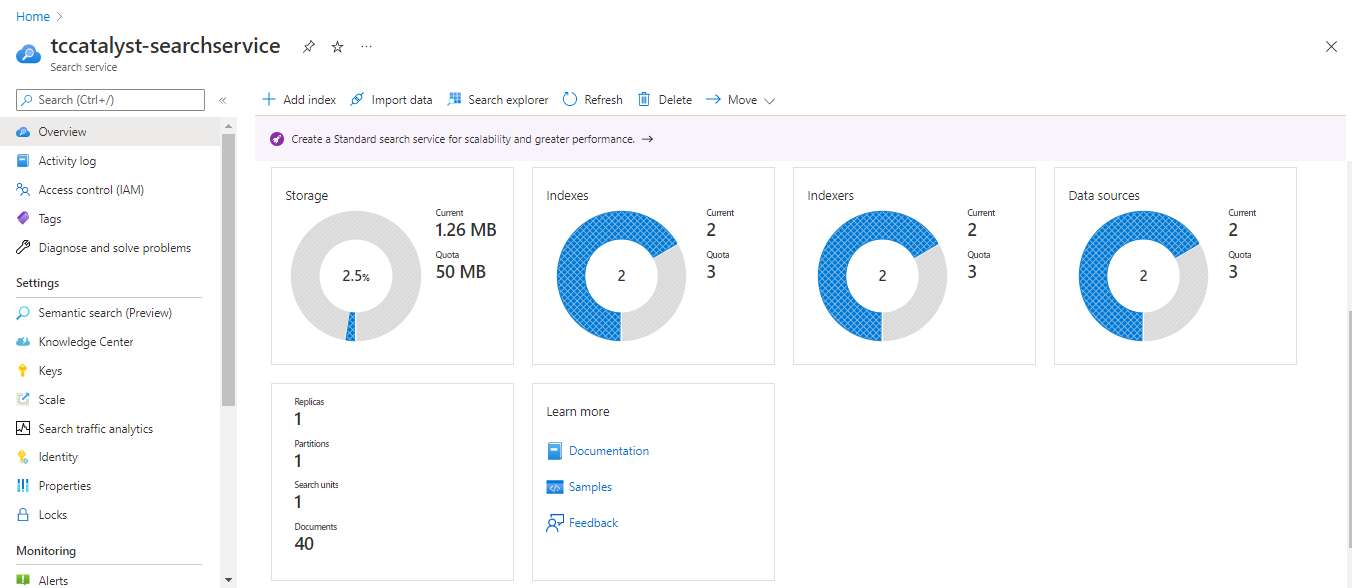 Home
tccatalyst-searchservice
Search service
Search (Ctrl+/)
Overview
Activity log
Access control (IAM)
Tags
Diagnose and solve problems
Settings
Semantic search (Preview)
Knowledge Center
Keys
Scale
Search traffic analytics
Identity
Properties
Locks
Monitoring
Alerts
Add index Import data Search explorer Refresh Delete Move
Create a Standard search service for scalability and greater performance.
Storage
2.5%
Current
1.26 MB
Quota
50 MB
Indexes
2
Current
2
Quota
3
Indexers
2
Current
2
Quota
3
Data sources
2
Current
2
Quota
3
Replicas
1
Partitions
1
Search units
1
Documents
40
Learn more
Documentation
Samples
Feedback